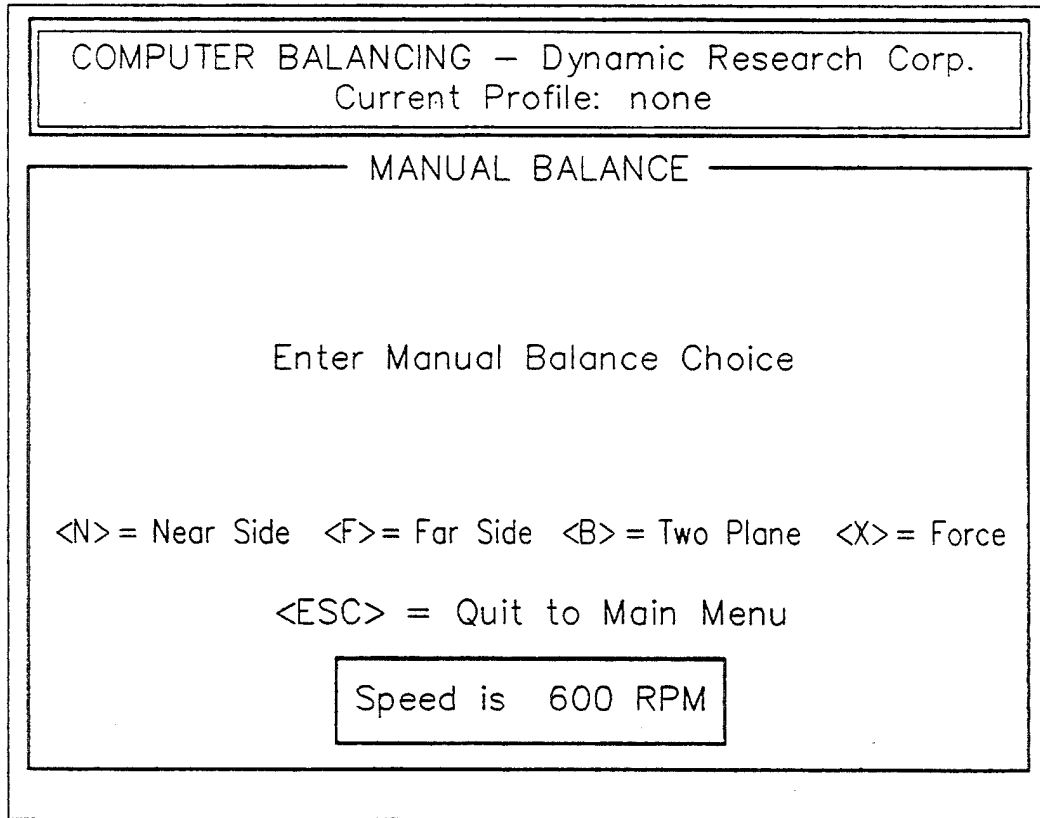 COMPUTER BALANCING – Dynamic Research Corp.
Current Profile: none
MANUAL BALANCE
Enter Manual Balance Choice
<N> = Near Side <F> = Far Side <B> = Two Plane <X> = Force
<ESC> = Quit to Main Menu
Speed is 600 RPM